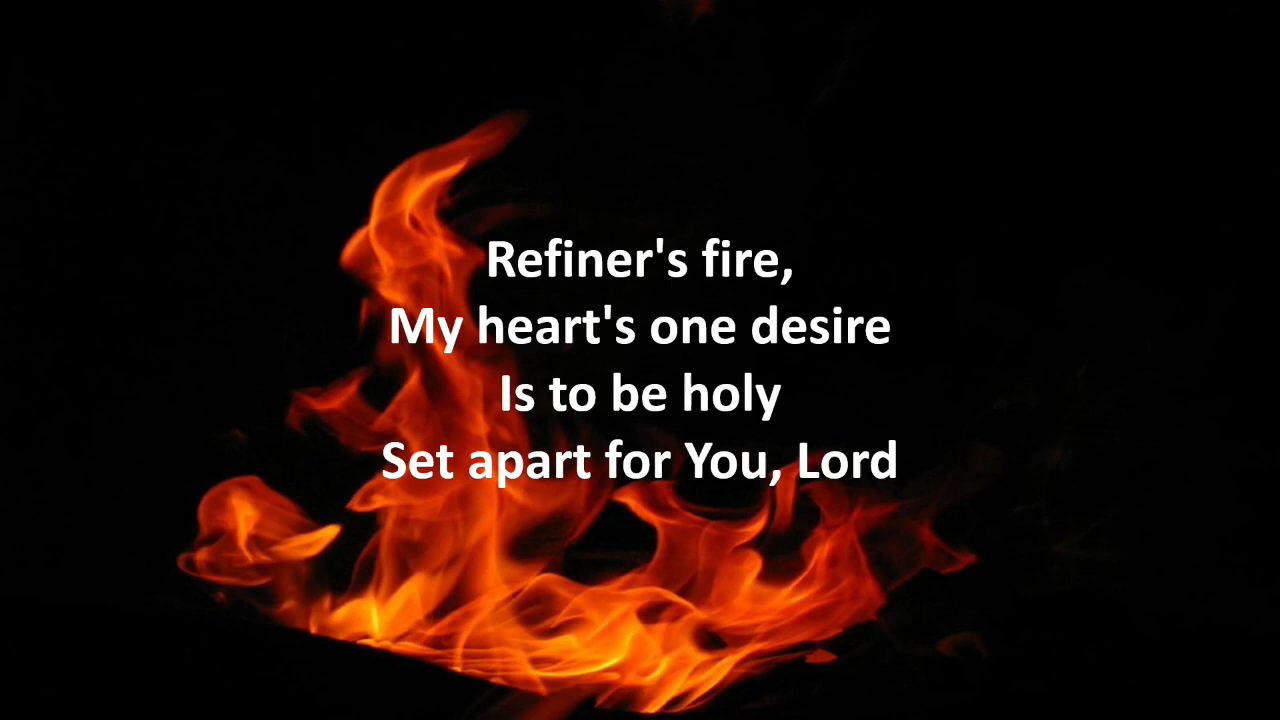 Refiner's fire,
My heart's one desire
Is to be holy
Set apart for You, Lord